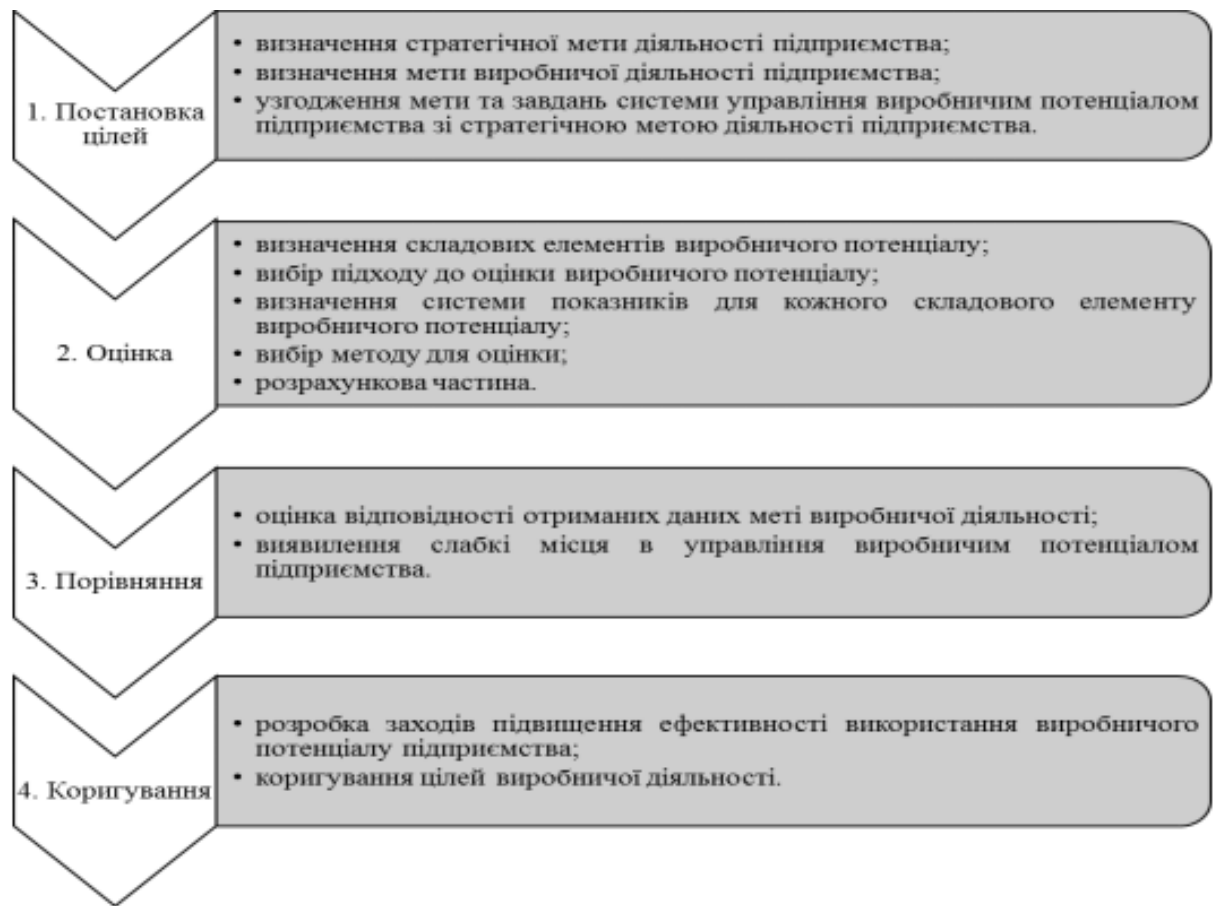 1. Постановка
цілей
• визначення стратегічної мети діяльності підприємства;
• визначення мети виробничої діяльності підприємства;
• узгодження мети та завдань системи управління виробничим потенціалом
підприємства зі стратегічною метою діяльності підприємства.
2. Оцінка
• визначення складових елементів виробничого потенціалу;
• вибір підходу до оцінки виробничого потенціалу;
• визначення системи показників для кожного складового елементу
виробничого потенціалу;
• вибір методу для оцінки;
• розрахункова частина.
3. Порівняння
• оцінка відповідності отриманих даних меті виробничої діяльності;
• виявилення слабкі місця в управління виробничим потенціалом
підприємства.
4. Коригування
• розробка заходів підвищення ефективності використання виробничого
потенціалу підприємства;
• коригування цілей виробничої діяльності.